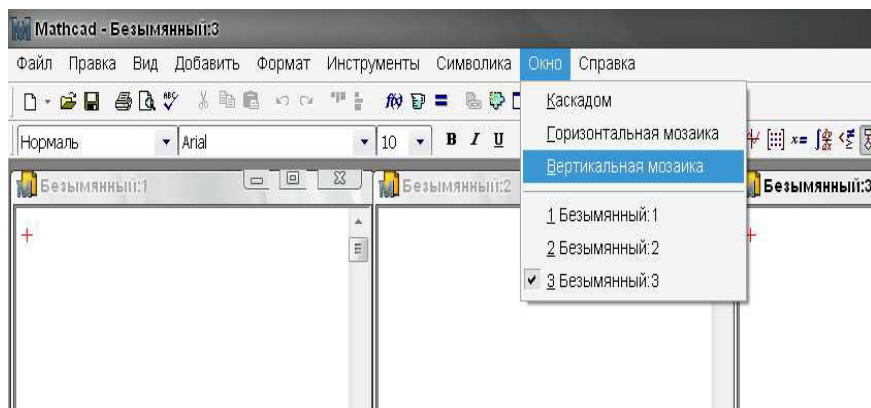 Mathcad - Безымянный:3
Файл Правка Вид Добавить Формат Инструменты Символика Окно Справка
Нормаль Arial 10 B I U
Каскадом
Горизонтальная мозаика
Вертикальная мозаика
1 Безымянный:1
2 Безымянный:2
3 Безымянный:3
Безымянный:1 Безымянный:2 Безымянный:3